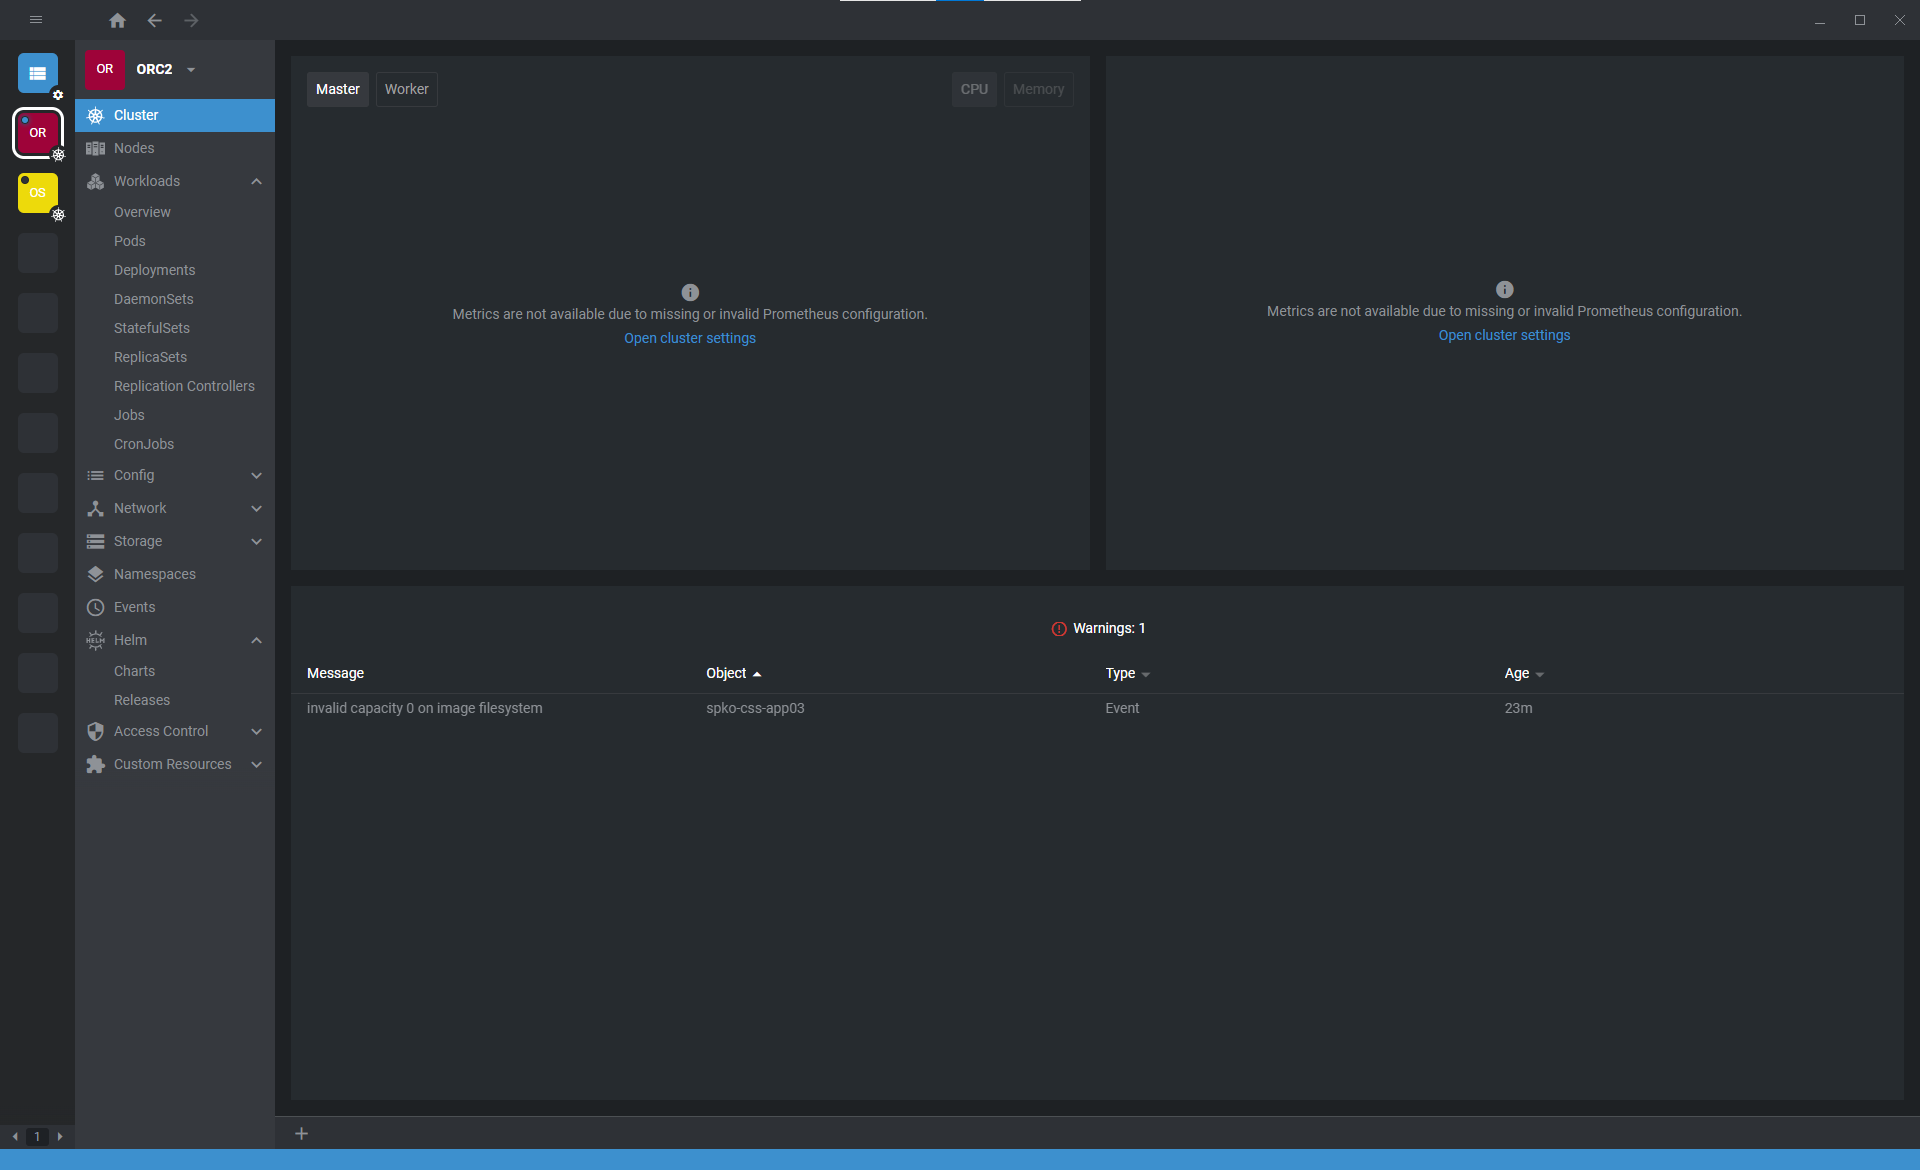 OR
OS
1
OR ORC2
Cluster
Nodes
Workloads
Overview
Pods
Deployments
DaemonSets
StatefulSets
ReplicaSets
Replication Controllers
Jobs
CronJobs
Config
Network
Storage
Namespaces
Events
HELM Helm
Charts
Releases
Access Control
Custom Resources
Master Worker CPU Memory
Metrics are not available due to missing or invalid Prometheus configuration.
Open cluster settings
Metrics are not available due to missing or invalid Prometheus configuration.
Open cluster settings
Warnings: 1
Message Object Type Age
invalid capacity 0 on image filesystem spko-css-app03 Event 23m